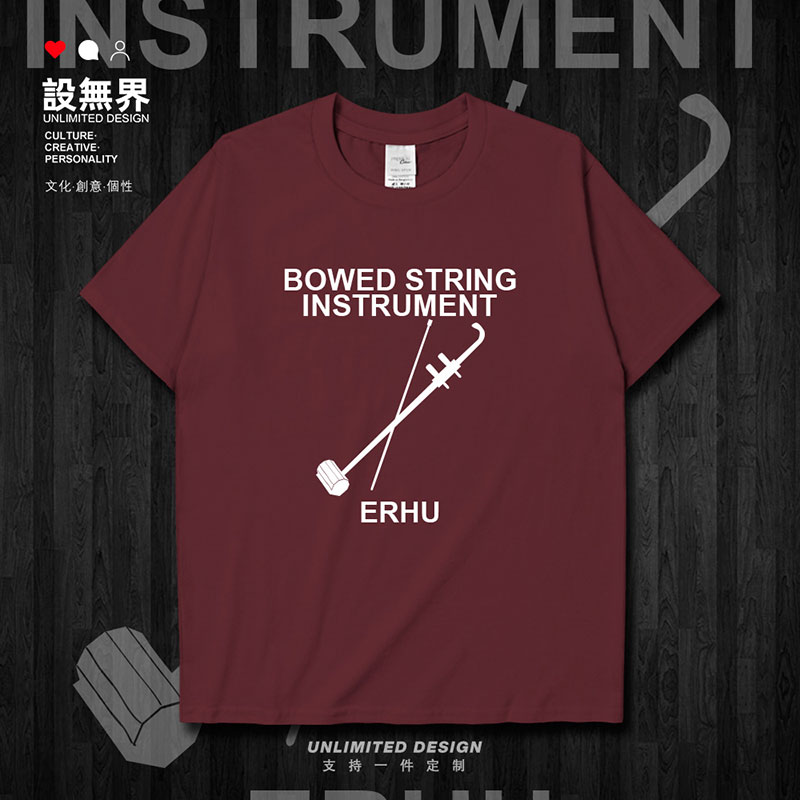 INSTRUMENT
設無界
UNLIMITED DESIGN
CULTURE·
CREATIVE·
PERSONALITY
文化·創意·個性
BOWED STRING
INSTRUMENT
ERHU
UNLIMITED DESIGN
支持一件定制
ERHU